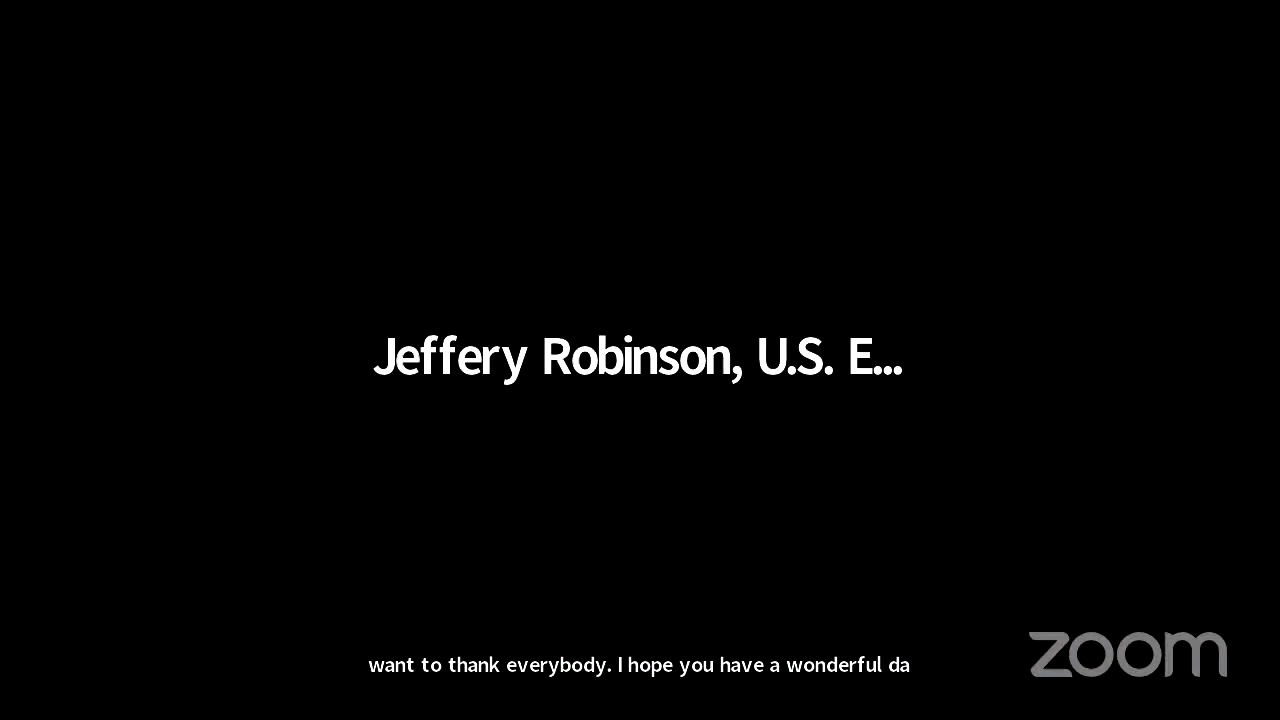 Jeffery Robinson, U.S. E...
want to thank everybody. I hope you have a wonderful da
zoom